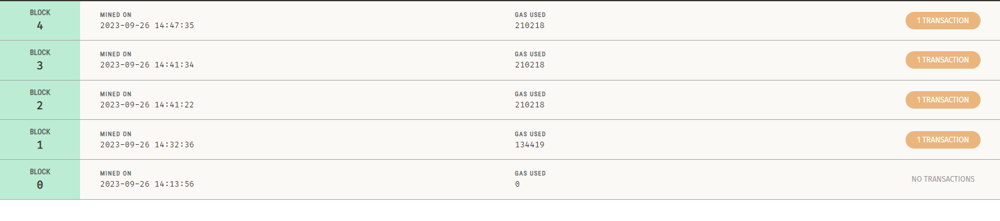 BLOCK MINED ON GAS USED
4 2023-09-26 14:47:35 210218 1 TRANSACTION
BLOCK MINED ON GAS USED
3 2023-09-26 14:41:34 210218 1 TRANSACTION
BLOCK MINED ON GAS USED
2 2023-09-26 14:41:22 210218 1 TRANSACTION
BLOCK MINED ON GAS USED
1 2023-09-26 14:32:36 134419 1 TRANSACTION
BLOCK MINED ON GAS USED
0 2023-09-26 14:13:56 0 NO TRANSACTIONS